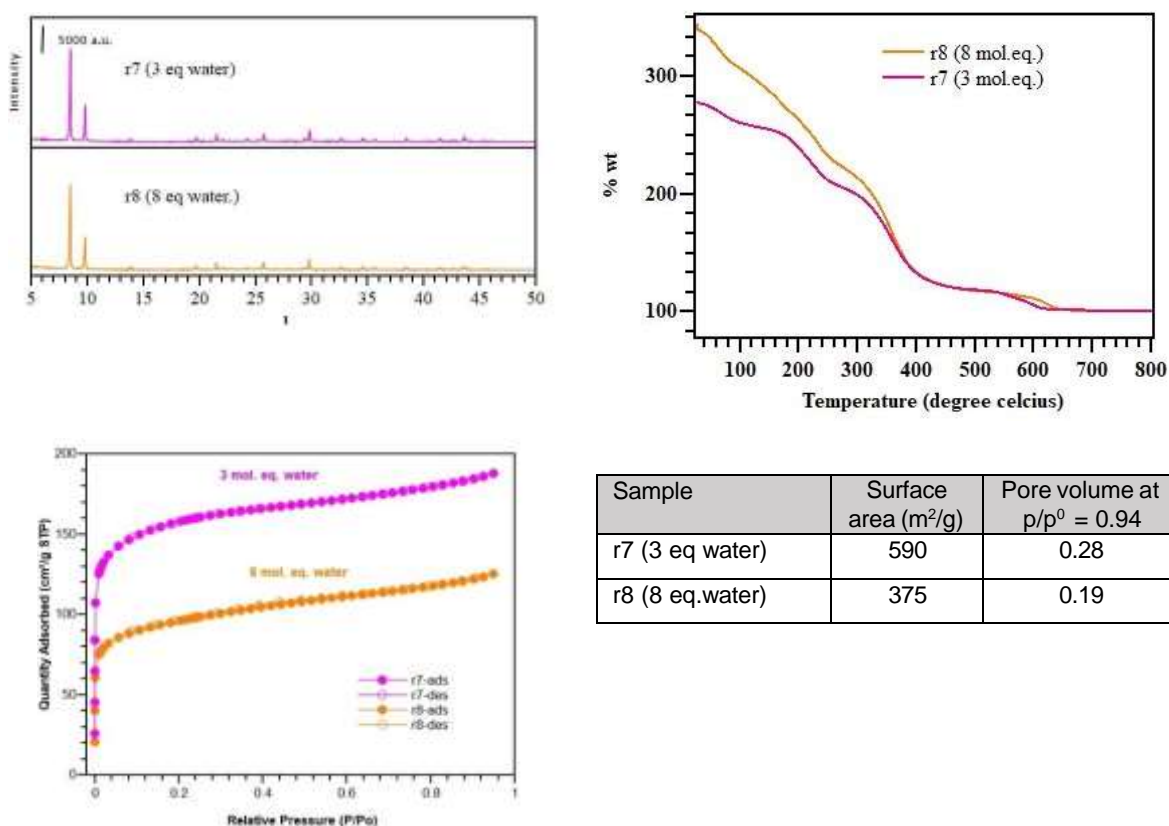 5000 a.u.
r7 (3 eq water)
r8 (8 eq water.)
Intensity
5 10 15 20 25 30 35 40 45 50
r8 (8 mol.eq.)
r7 (3 mol.eq.)
300
200
100
% wt
100 200 300 400 500 600 700 800
Temperature (degree celcius)
200
150
100
50
0
Quantity Adsorbed (cm³/g STP)
3 mol. eq. water
8 mol. eq. water
r7-ads
r7-des
r8-ads
r8-des
0 0.2 0.4 0.6 0.8 1
Relative Pressure (P/Po)
Sample Surface area (m²/g) Pore volume at p/p⁰ = 0.94
r7 (3 eq water) 590 0.28
r8 (8 eq.water) 375 0.19